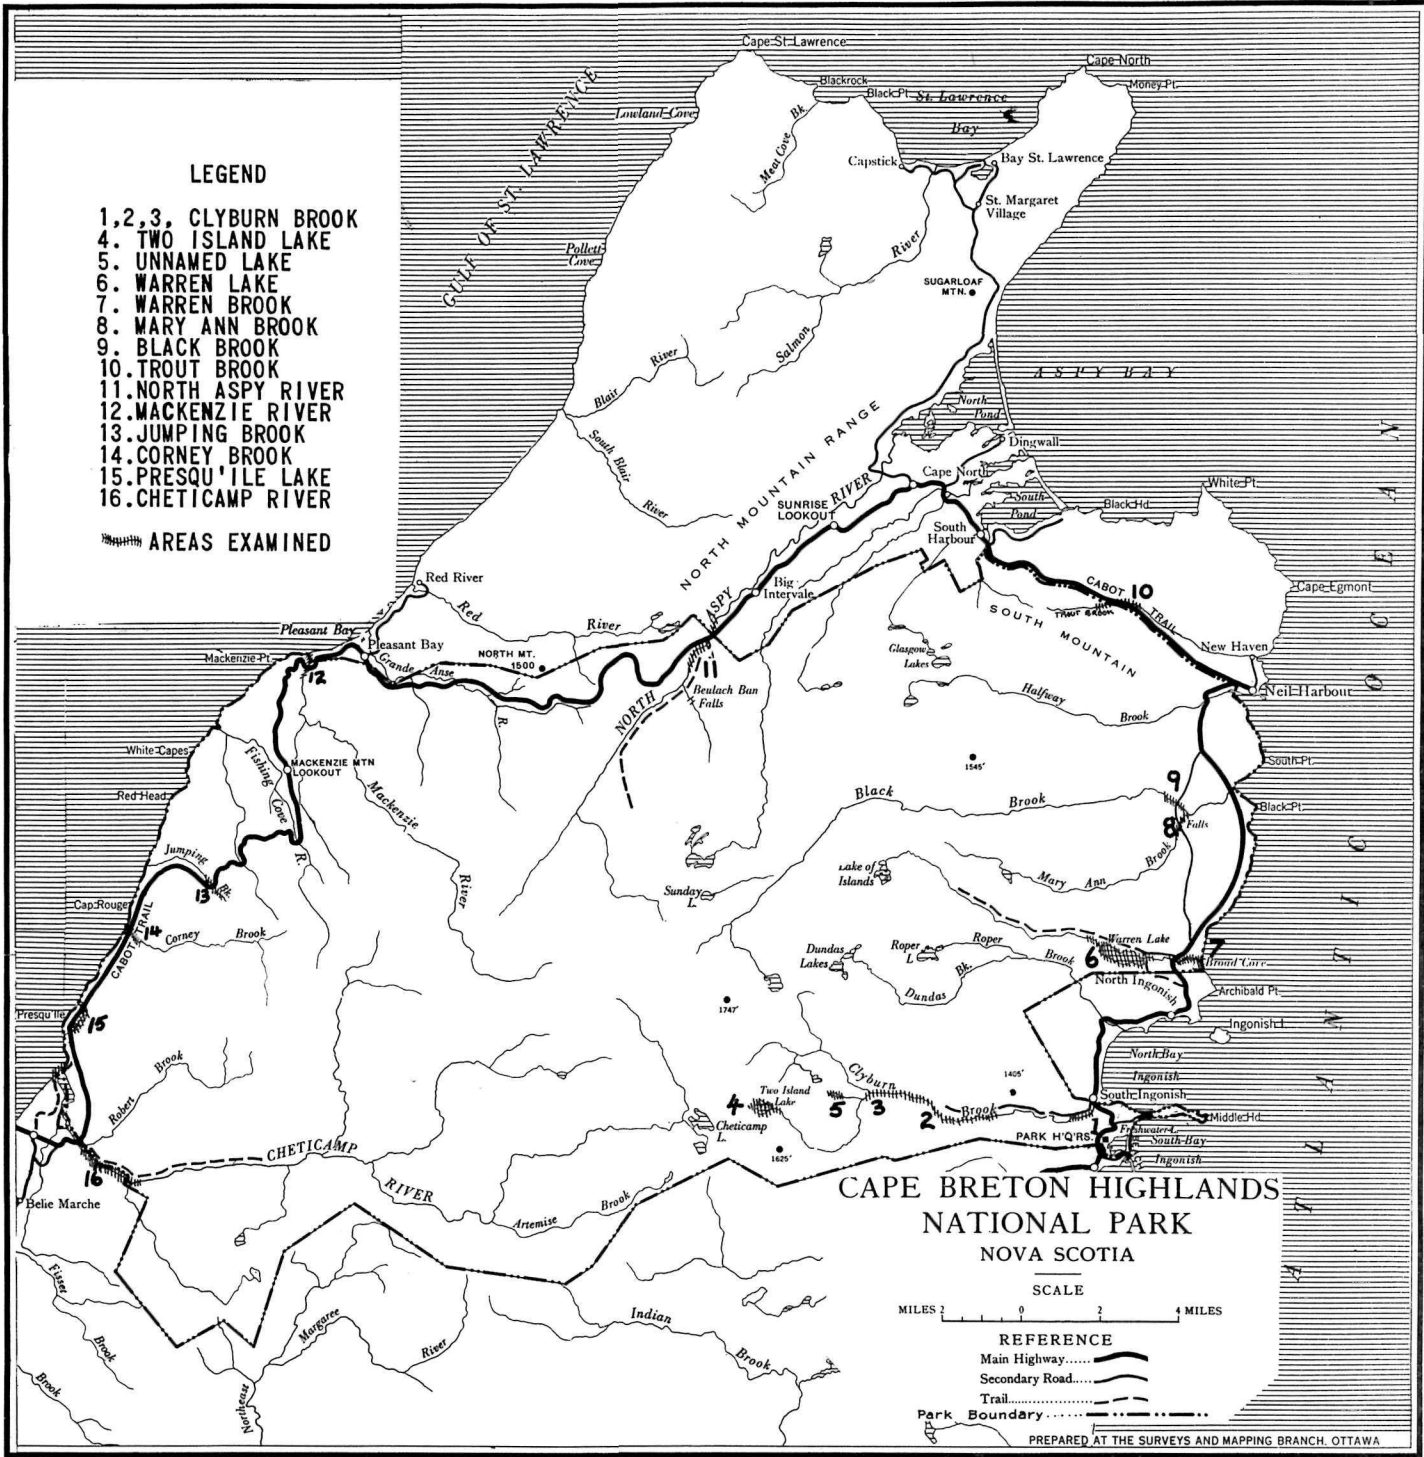 Cape St. Lawrence
Cape North
Money Pt.
Blackrock
Black Pt.
St. Lawrence
Bay
Lowland Cove
GULF OF ST. LAWRENCE
Meat Cove Bk.
Capstick
Bay St. Lawrence
St. Margaret
Village
LEGEND
1,2,3, CLYBURN BROOK
4. TWO ISLAND LAKE
5. UNNAMED LAKE
6. WARREN LAKE
7. WARREN BROOK
8. MARY ANN BROOK
9. BLACK BROOK
10. TROUT BROOK
11. NORTH ASPY RIVER
12. MACKENZIE RIVER
13. JUMPING BROOK
14. CORNEY BROOK
15. PRESQU'ILE LAKE
16. CHETICAMP RIVER
AREAS EXAMINED
Pollett
Cove
Salmon River
SUGARLOAF
MTN.
Blair River
South Blair River
ASPY BAY
North
Pond
Dingwall
NORTH MOUNTAIN RANGE
Cape North
SUNRISE
LOOKOUT
NORTH ASPY RIVER
South
Pond
South
Harbour
White Pt.
Black Hd.
Cape Egmont
Big
Intervale
CABOT TRAIL
10
TROUT BROOK
SOUTH MOUNTAIN
New Haven
Neil Harbour
Red River
Red River
Pleasant Bay
Pleasant Bay
Mackenzie Pt.
12
Grande Anse R.
NORTH MT.
1500
11
Beulach Ban
Falls
Glasgow
Lakes
Halfway Brook
White Capes
Fishing Cove R.
MACKENZIE MTN
LOOKOUT
Mackenzie River
1545'
South Pt.
Red Head
Black Brook
9
Black Pt.
8
Falls
Jumping Bk.
13
Lake of
Islands
Mary Ann Brook
Sunday
L.
Cap Rouge
CABOT TRAIL
14
Corney Brook
Dundas
Lakes
Roper
L
Roper Brook
Dundas Bk.
Warren Lake
6
7
Broad Cove
North Ingonish
Archibald Pt.
Ingonish I.
Presqu'Ile
15
1747'
North Bay
Ingonish
Robert Brook
Clyburn Brook
1405'
Two Island
Lake
4
5
3
2
Cheticamp
L.
South Ingonish
Middle Hd.
Freshwater L.
PARK H'Q'RS.
South Bay
Ingonish
1625'
CHETICAMP RIVER
16
Belle Marche
Artemise Brook
ATLANTIC OCEAN
CAPE BRETON HIGHLANDS
NATIONAL PARK
NOVA SCOTIA
SCALE
MILES 2 0 2 4 MILES
REFERENCE
Main Highway......
Secondary Road.....
Trail
Park Boundary
Fisset Brook
Brook
Northeast Margaree River
Indian Brook
PREPARED AT THE SURVEYS AND MAPPING BRANCH. OTTAWA